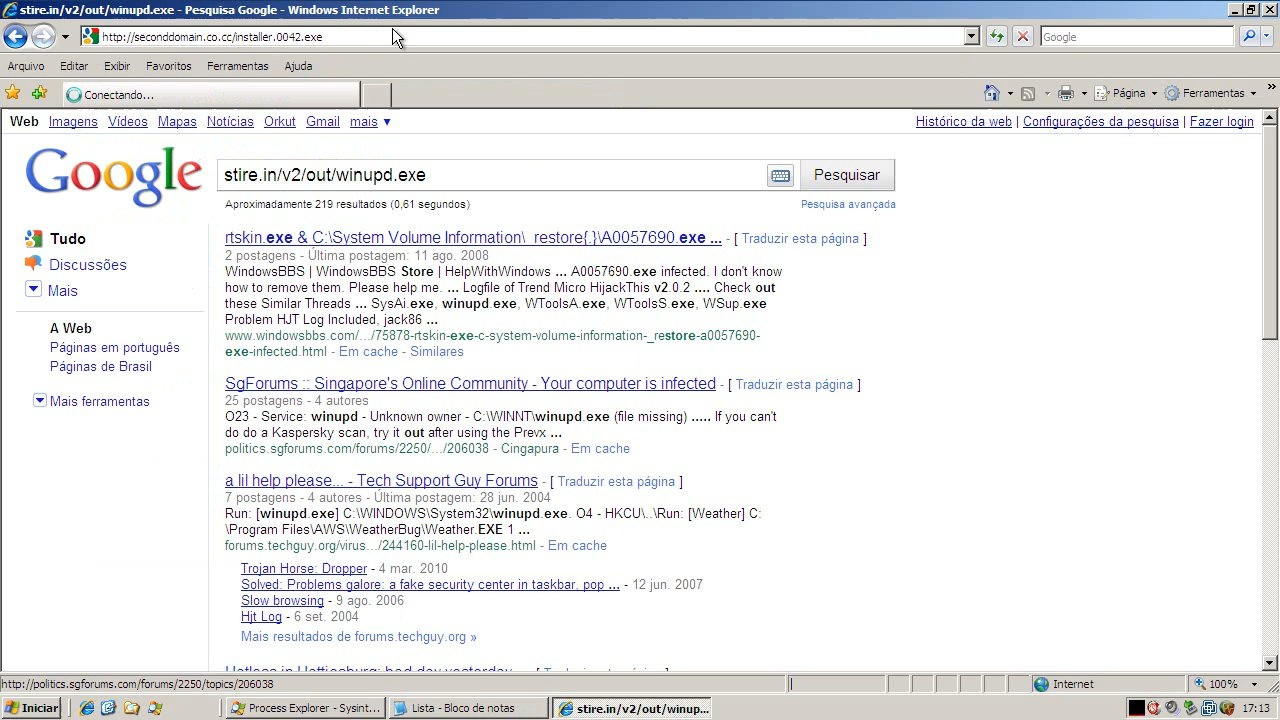 stire.in/v2/out/winupd.exe - Pesquisa Google - Windows Internet Explorer
http://seconddomain.co.cc/installer.0042.exe
Google
Arquivo Editar Exibir Favoritos Ferramentas Ajuda
Conectando...
Página Ferramentas
Web Imagens Vídeos Mapas Notícias Orkut Gmail mais ▼
Histórico da web | Configurações da pesquisa | Fazer login
Google
stire.in/v2/out/winupd.exe
Pesquisar
Aproximadamente 219 resultados (0,61 segundos)
Pesquisa avançada
Tudo
Discussões
Mais
A Web
Páginas em português
Páginas de Brasil
Mais ferramentas
rtskin.exe & C:\System Volume Information\_restore{.}\A0057690.exe ... - [ Traduzir esta página ]
2 postagens - Última postagem: 11 ago. 2008
WindowsBBS | WindowsBBS Store | HelpWithWindows ... A0057690.exe infected. I don't know
how to remove them. Please help me. ... Logfile of Trend Micro HijackThis v2.0.2 .... Check out
these Similar Threads ... SysAi.exe, winupd.exe, WToolsA.exe, WToolsS.exe, WSup.exe
Problem HJT Log Included, jack86 ...
www.windowsbbs.com/.../75878-rtskin-exe-c-system-volume-information-_restore-a0057690-
exe-infected.html - Em cache - Similares
SgForums :: Singapore's Online Community - Your computer is infected - [ Traduzir esta página ]
25 postagens - 4 autores
O23 - Service: winupd - Unknown owner - C:\WINNT\winupd.exe (file missing) ..... If you can't
do do a Kaspersky scan, try it out after using the Prevx ...
politics.sgforums.com/forums/2250/.../206038 - Cingapura - Em cache
a lil help please... - Tech Support Guy Forums - [ Traduzir esta página ]
7 postagens - 4 autores - Última postagem: 28 jun. 2004
Run: [winupd.exe] C:\WINDOWS\System32\winupd.exe. O4 - HKCU\..\Run: [Weather] C:
\Program Files\AWS\WeatherBug\Weather.EXE 1 ...
forums.techguy.org/virus.../244160-lil-help-please.html - Em cache
Trojan Horse: Dropper - 4 mar. 2010
Solved: Problems galore: a fake security center in taskbar, pop ... - 12 jun. 2007
Slow browsing - 9 ago. 2006
Hjt Log - 6 set. 2004
Mais resultados de forums.techguy.org »
http://politics.sgforums.com/forums/2250/topics/206038
Internet
100%
Iniciar
Process Explorer - Sysint...
Lista - Bloco de notas
stire.in/v2/out/winup...
17:13